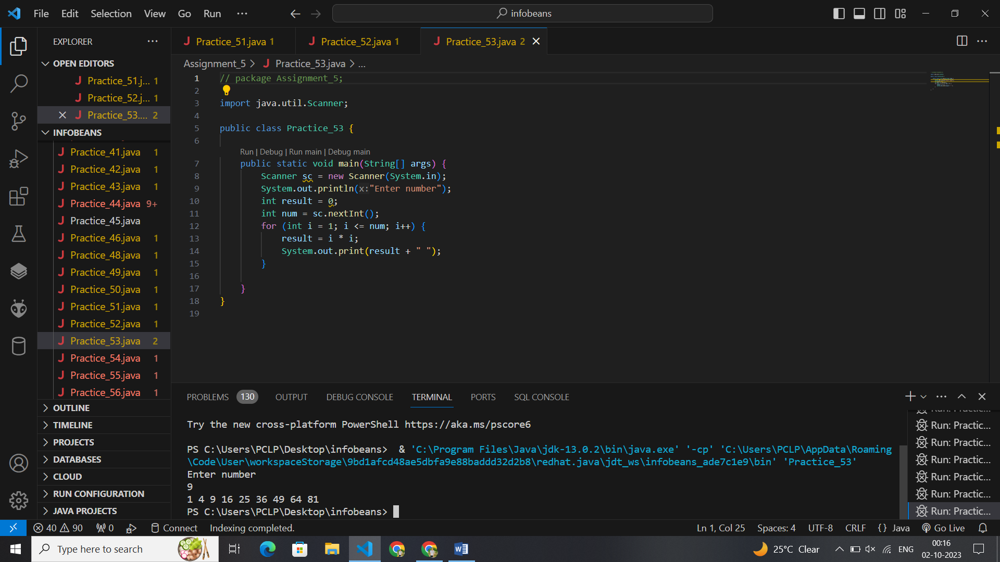 File Edit Selection View Go Run ···
infobeans
EXPLORER ···
OPEN EDITORS
Practice_51.j... 1
Practice_52.j... 1
Practice_53.... 2
INFOBEANS
Practice_41.java 1
Practice_42.java 1
Practice_43.java 1
Practice_44.java 9+
Practice_45.java
Practice_46.java 1
Practice_48.java 1
Practice_49.java 1
Practice_50.java 1
Practice_51.java 1
Practice_52.java 1
Practice_53.java 2
Practice_54.java 1
Practice_55.java 1
Practice_56.java 1
OUTLINE
TIMELINE
PROJECTS
DATABASES
CLOUD
RUN CONFIGURATION
JAVA PROJECTS
Practice_51.java 1 Practice_52.java 1 Practice_53.java 2
Assignment_5 > Practice_53.java > ...
1 // package Assignment_5;
2
3 import java.util.Scanner;
4
5 public class Practice_53 {
6
Run | Debug | Run main | Debug main
7 public static void main(String[] args) {
8 Scanner sc = new Scanner(System.in);
9 System.out.println(x:"Enter number");
10 int result = 0;
11 int num = sc.nextInt();
12 for (int i = 1; i <= num; i++) {
13 result = i * i;
14 System.out.print(result + " ");
15 }
16
17 }
18 }
19
PROBLEMS 130 OUTPUT DEBUG CONSOLE TERMINAL PORTS SQL CONSOLE
Try the new cross-platform PowerShell https://aka.ms/pscore6
PS C:\Users\PCLP\Desktop\infobeans> & 'C:\Program Files\Java\jdk-13.0.2\bin\java.exe' '-cp' 'C:\Users\PCLP\AppData\Roaming
\Code\User\workspaceStorage\9bd1afcd48ae5dbfa9e88baddd32d2b8\redhat.java\jdt_ws\infobeans_ade7c1e9\bin' 'Practice_53'
Enter number
9
1 4 9 16 25 36 49 64 81
PS C:\Users\PCLP\Desktop\infobeans>
Run: Practic...
Run: Practic...
Run: Practic...
Run: Practic...
Run: Practic...
Run: Practic...
40 90 0 Connect Indexing completed. Ln 1, Col 25 Spaces: 4 UTF-8 CRLF {} Java Go Live
Type here to search
25°C Clear ENG
00:16
02-10-2023